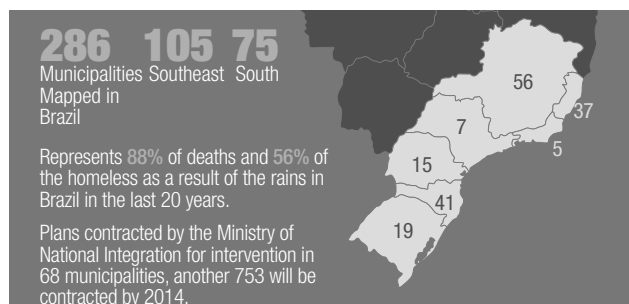 286 105 75
Municipalities Southeast South
Mapped in
Brazil
Represents 88% of deaths and 56% of
the homeless as a result of the rains in
Brazil in the last 20 years.
Plans contracted by the Ministry of
National Integration for intervention in
68 municipalities, another 753 will be
contracted by 2014.
56
37
7
5
15
41
19